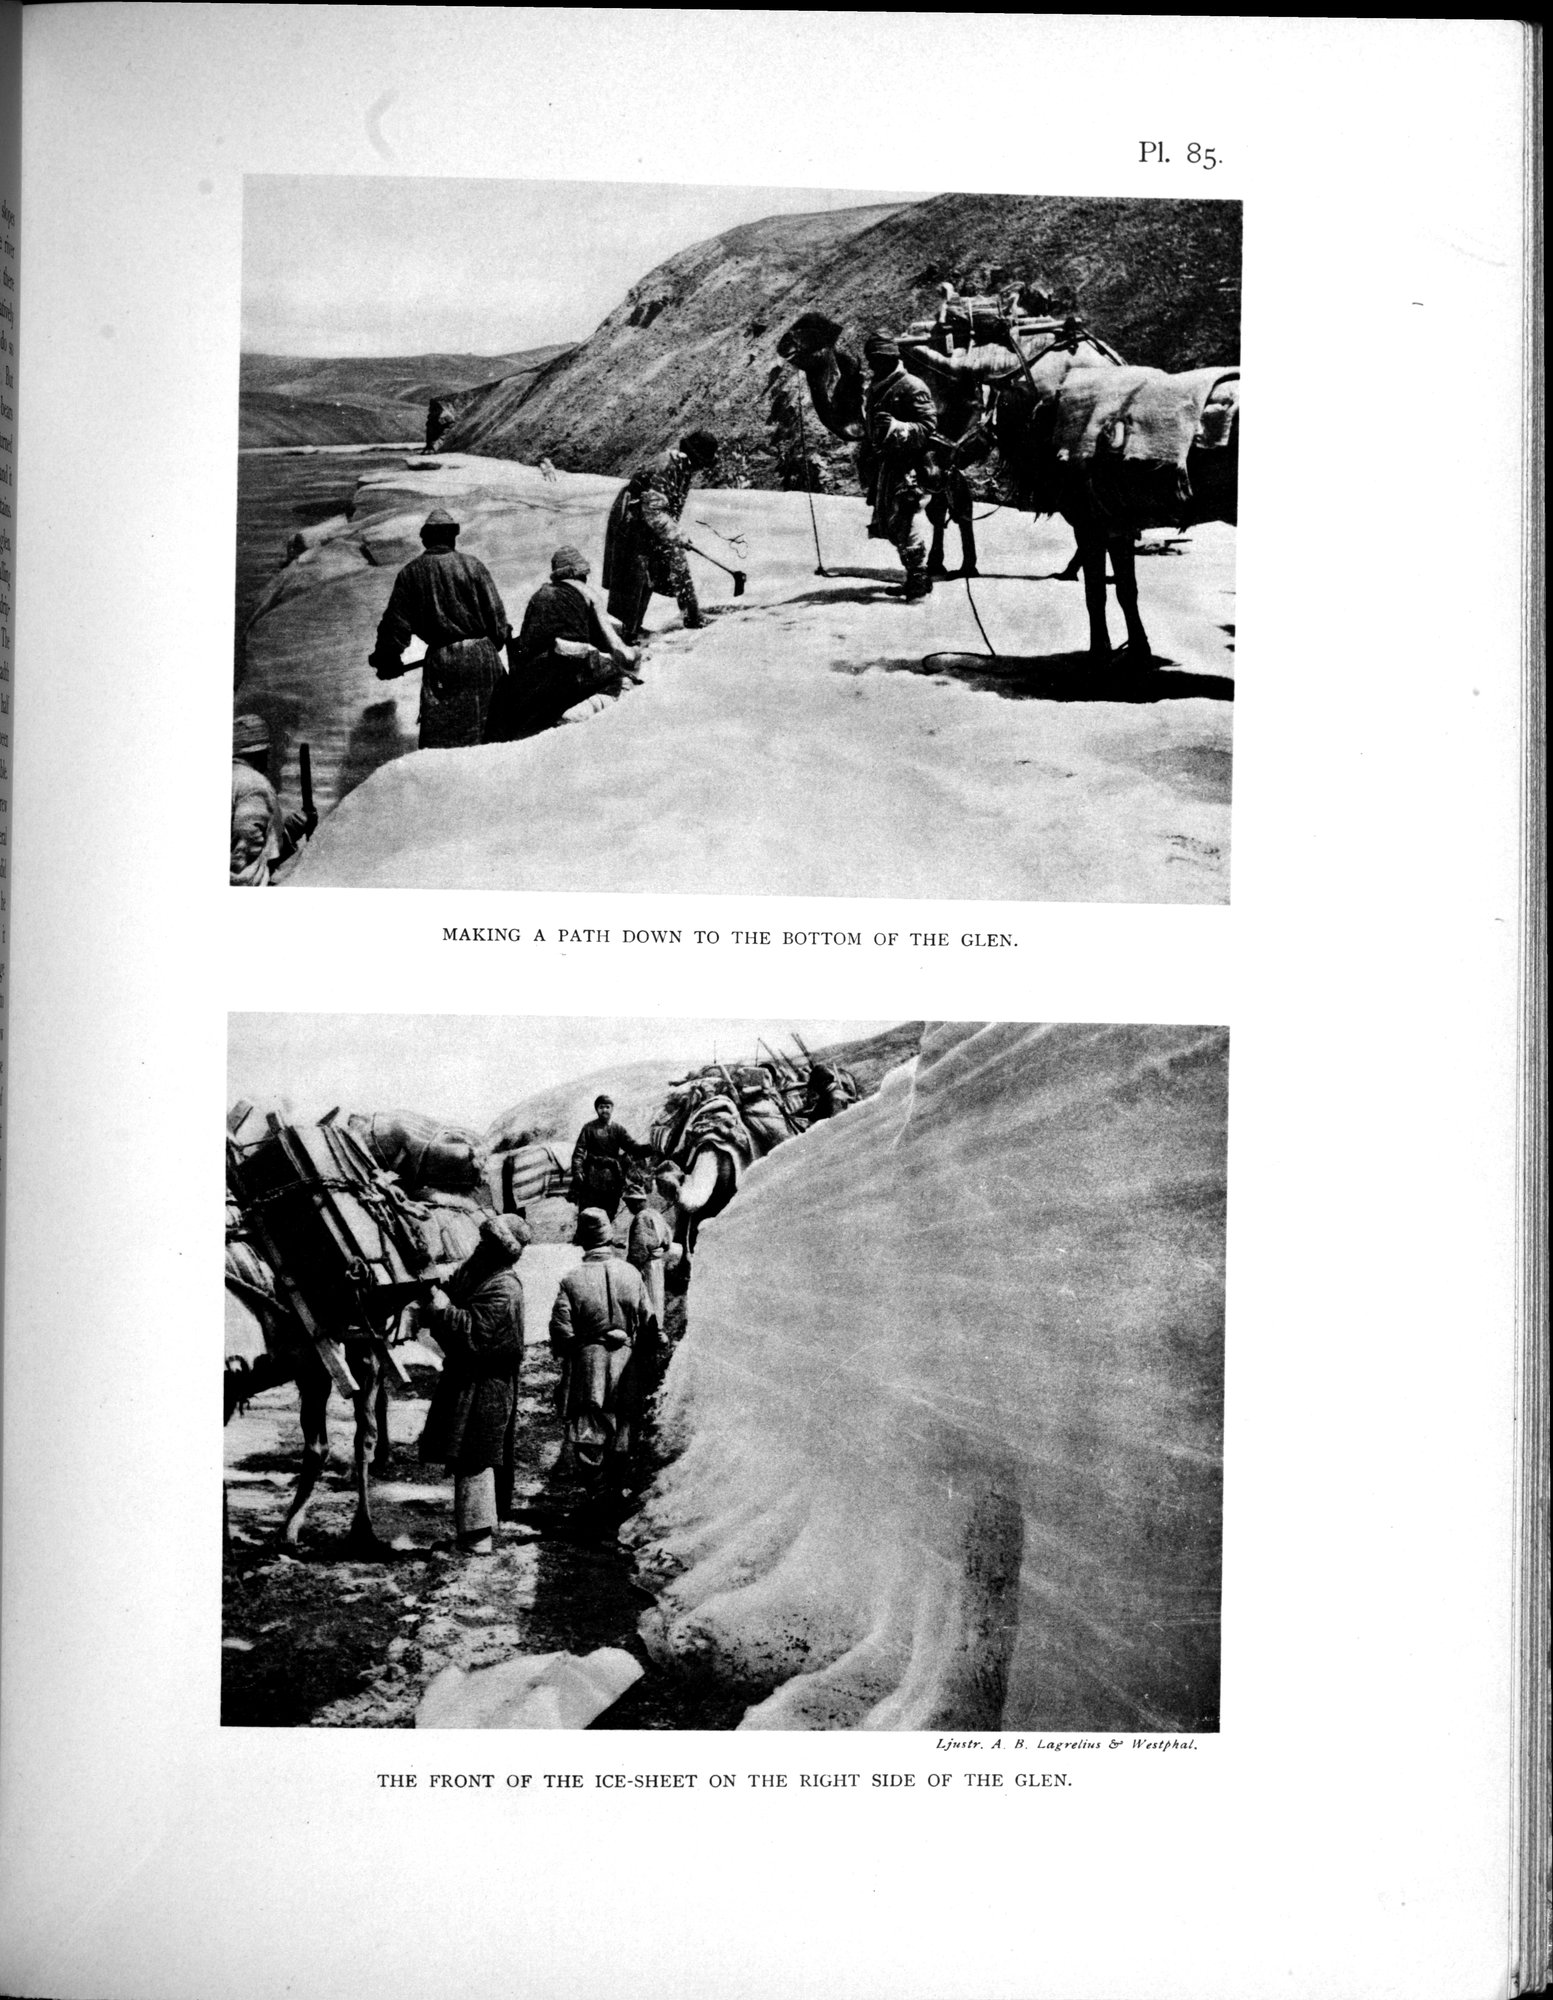 Pl. 85.
MAKING A PATH DOWN TO THE BOTTOM OF THE GLEN.
Ljustr. A. B. Lagrelius & Westphal.
THE FRONT OF THE ICE-SHEET ON THE RIGHT SIDE OF THE GLEN.